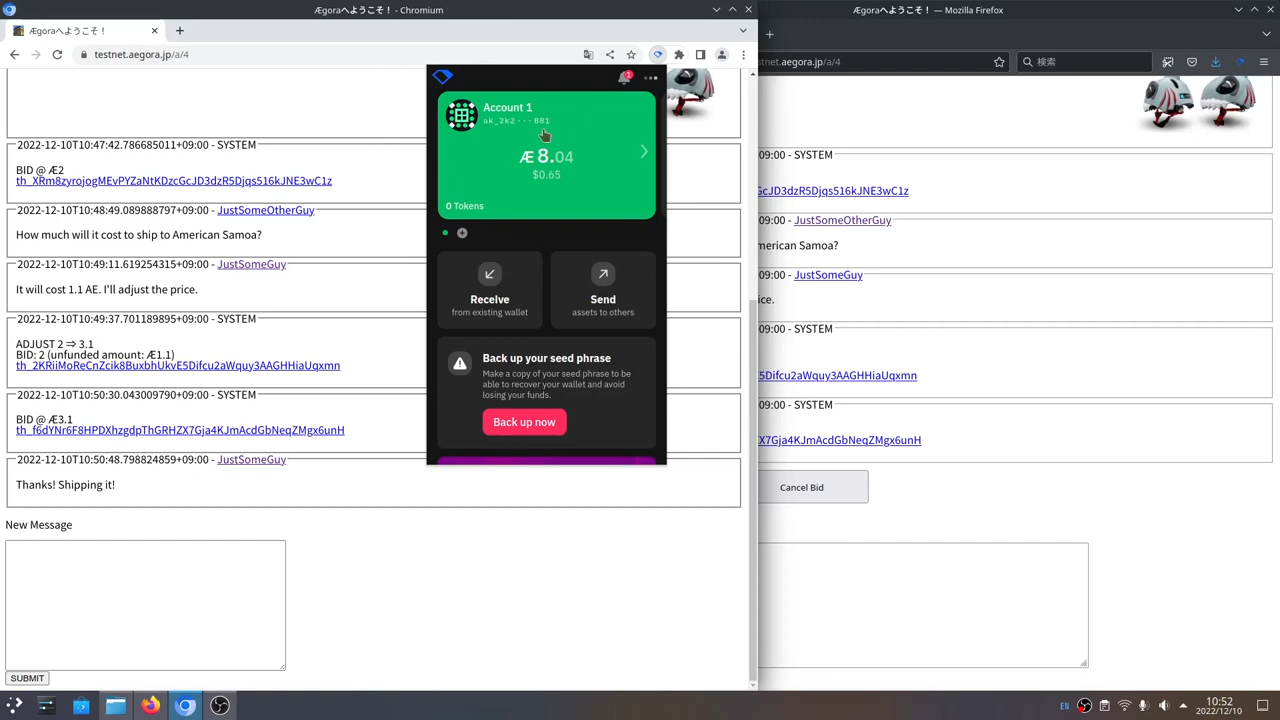 Ægoraへようこそ！ - Chromium
Ægoraへようこそ！ — Mozilla Firefox
Ægoraへようこそ！
testnet.aegora.jp/a/4
stnet.aegora.jp/a/4
検索
2022-12-10T10:47:42.786685011+09:00 - SYSTEM
BID @ Æ2
th_XRm8zyrojogMEvPYZaNtKDzcGcJD3dzR5Djqs516kJNE3wC1z
2022-12-10T10:48:49.089888797+09:00 - JustSomeOtherGuy
How much will it cost to ship to American Samoa?
2022-12-10T10:49:11.619254315+09:00 - JustSomeGuy
It will cost 1.1 AE. I'll adjust the price.
2022-12-10T10:49:37.701189895+09:00 - SYSTEM
ADJUST 2 ⇒ 3.1
BID: 2 (unfunded amount: Æ1.1)
th_2KRiiMoReCnZcik8BuxbhUkvE5Difcu2aWquy3AAGHHiaUqxmn
2022-12-10T10:50:30.043009790+09:00 - SYSTEM
BID @ Æ3.1
th_f6dYNr6F8HPDXhzgdpThGRHZX7Gja4KJmAcdGbNeqZMgx6unH
2022-12-10T10:50:48.798824859+09:00 - JustSomeGuy
Thanks! Shipping it!
New Message
SUBMIT
1
Account 1
ak_2k2···B81
Æ 8.04
$0.65
0 Tokens
Receive
from existing wallet
Send
assets to others
Back up your seed phrase
Make a copy of your seed phrase to be
able to recover your wallet and avoid
losing your funds.
Back up now
09:00 - SYSTEM
GcJD3dzR5Djqs516kJNE3wC1z
09:00 - JustSomeOtherGuy
merican Samoa?
09:00 - JustSomeGuy
ice.
09:00 - SYSTEM
E5Difcu2aWquy3AAGHHiaUqxmn
09:00 - SYSTEM
X7Gja4KJmAcdGbNeqZMgx6unH
Cancel Bid
EN
10:52
2022/12/10